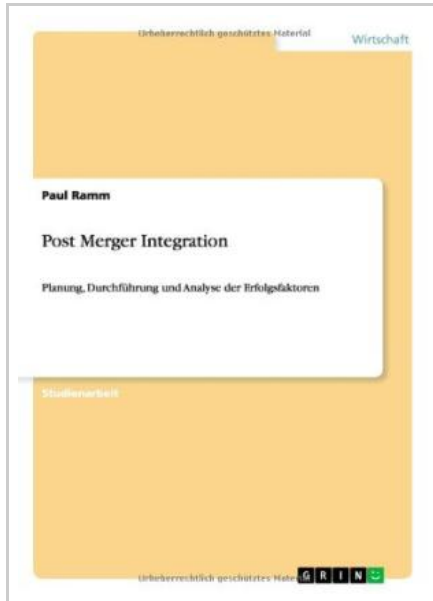 Urheberrechtlich geschütztes Material
Wirtschaft
Paul Ramm
Post Merger Integration
Planung, Durchführung und Analyse der Erfolgsfaktoren
Studienarbeit
Urheberrechtlich geschütztes Mate
GRIN